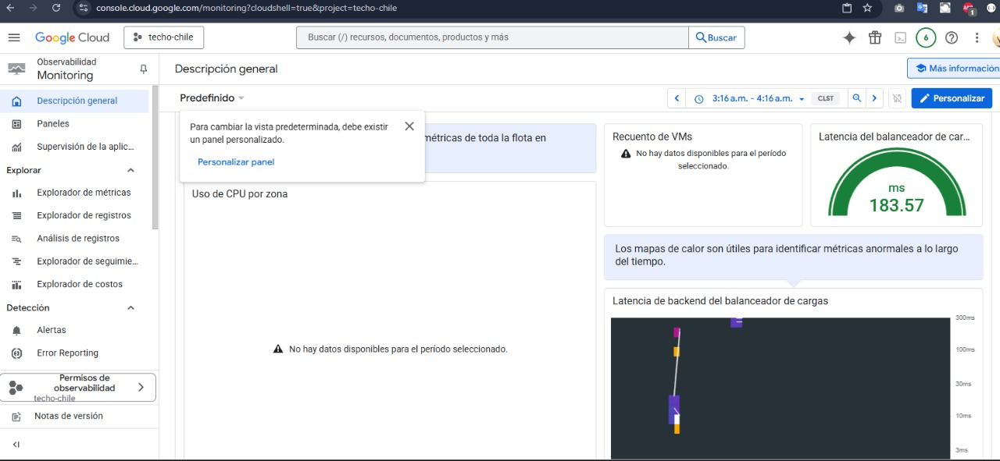 console.cloud.google.com/monitoring?cloudshell=true&project=techo-chile
1
Google Cloud
techo-chile
Buscar (/) recursos, documentos, productos y más
Buscar
6
Observabilidad
Monitoring
Descripción general
Más información
Descripción general
Paneles
Supervisión de la aplic...
Explorar
Explorador de métricas
Explorador de registros
Análisis de registros
Explorador de seguimie...
Explorador de costos
Detección
Alertas
Error Reporting
Permisos de
observabilidad
techo-chile
Notas de versión
Predefinido
3:16 a.m. - 4:16 a.m.
CLST
Personalizar
Para cambiar la vista predeterminada, debe existir
un panel personalizado.
Personalizar panel
métricas de toda la flota en
Uso de CPU por zona
No hay datos disponibles para el período seleccionado.
Recuento de VMs
No hay datos disponibles para el período
seleccionado.
Latencia del balanceador de car...
ms
183.57
Los mapas de calor son útiles para identificar métricas anormales a lo largo
del tiempo.
Latencia de backend del balanceador de cargas
300ms
100ms
30ms
10ms
3ms